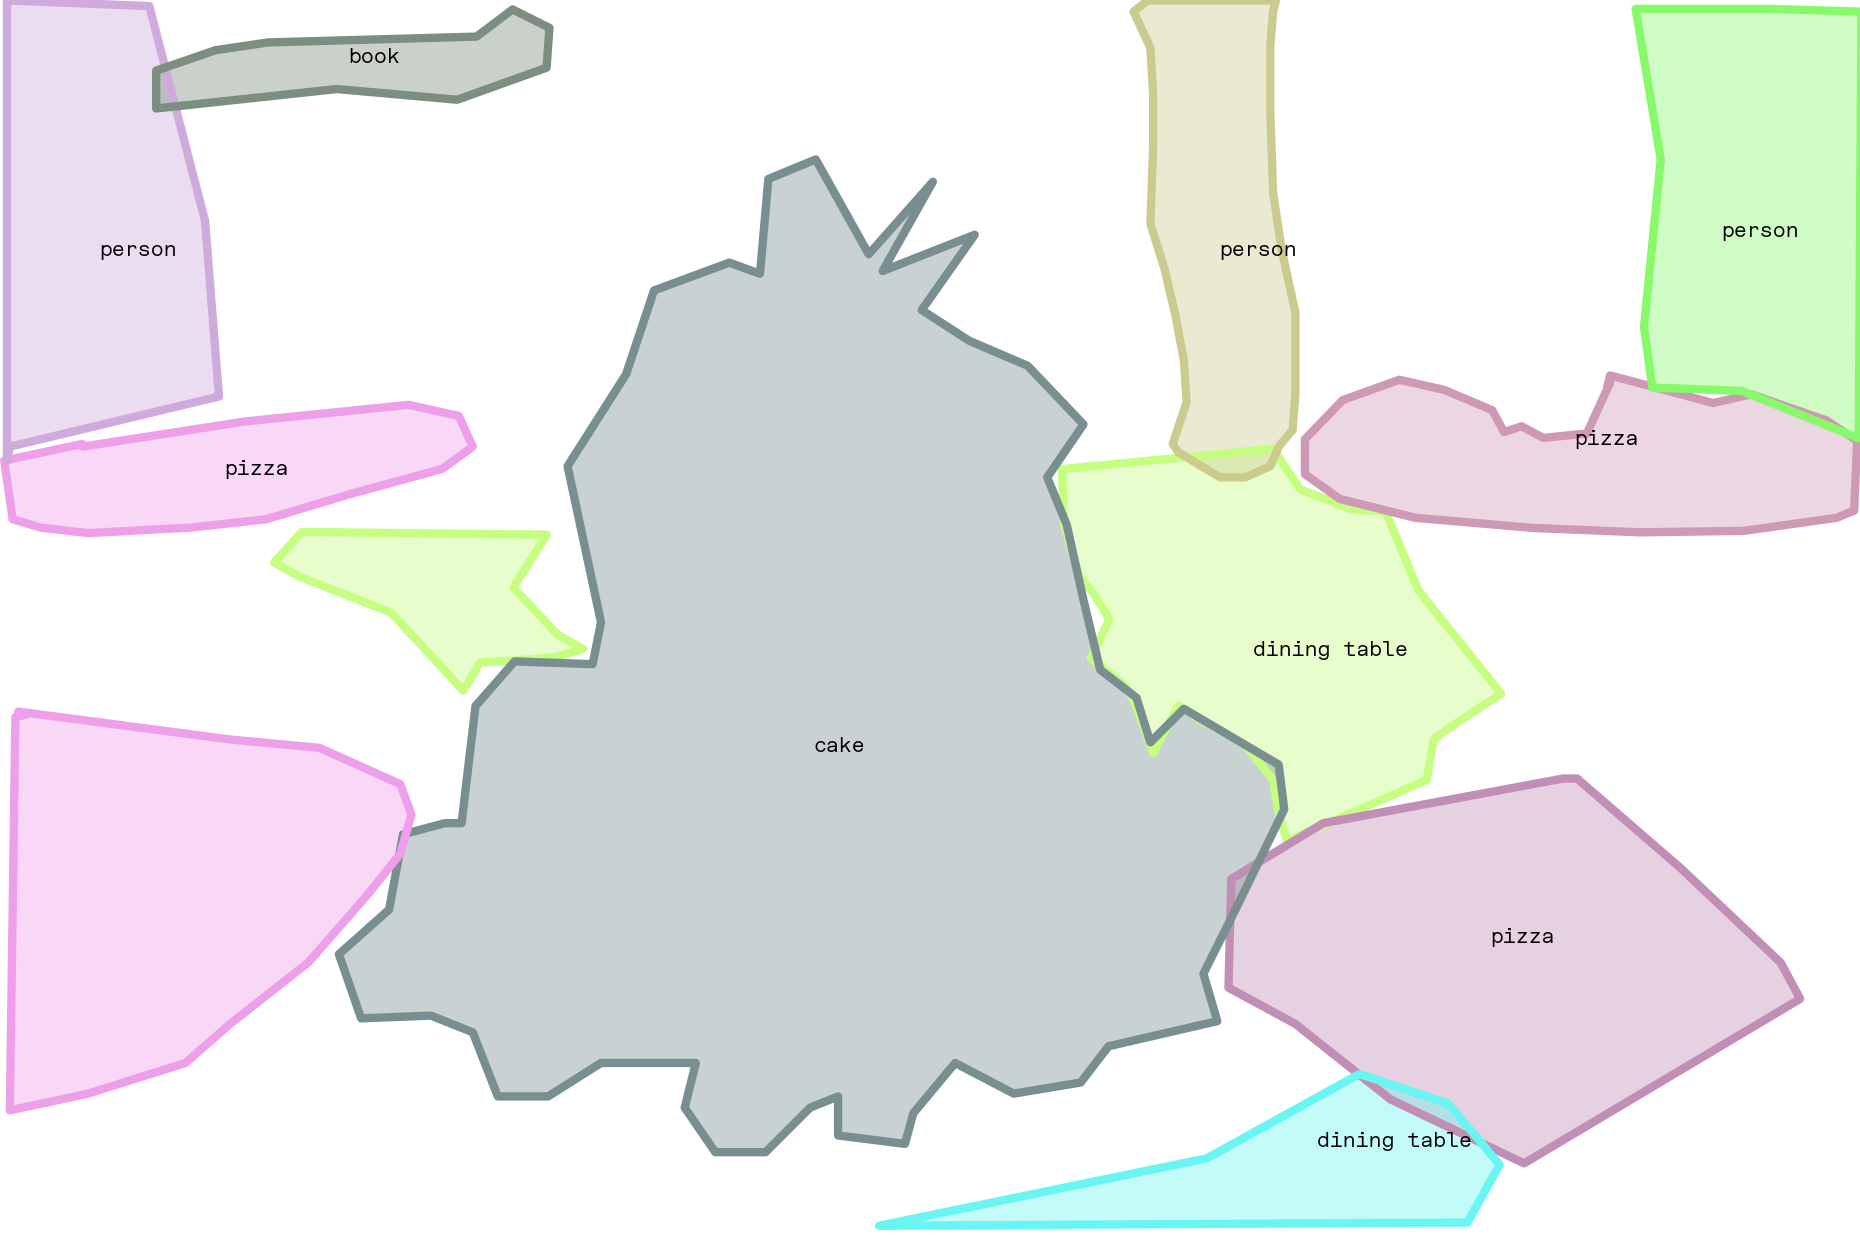 book
person
person
person
pizza
pizza
dining table
cake
pizza
dining table